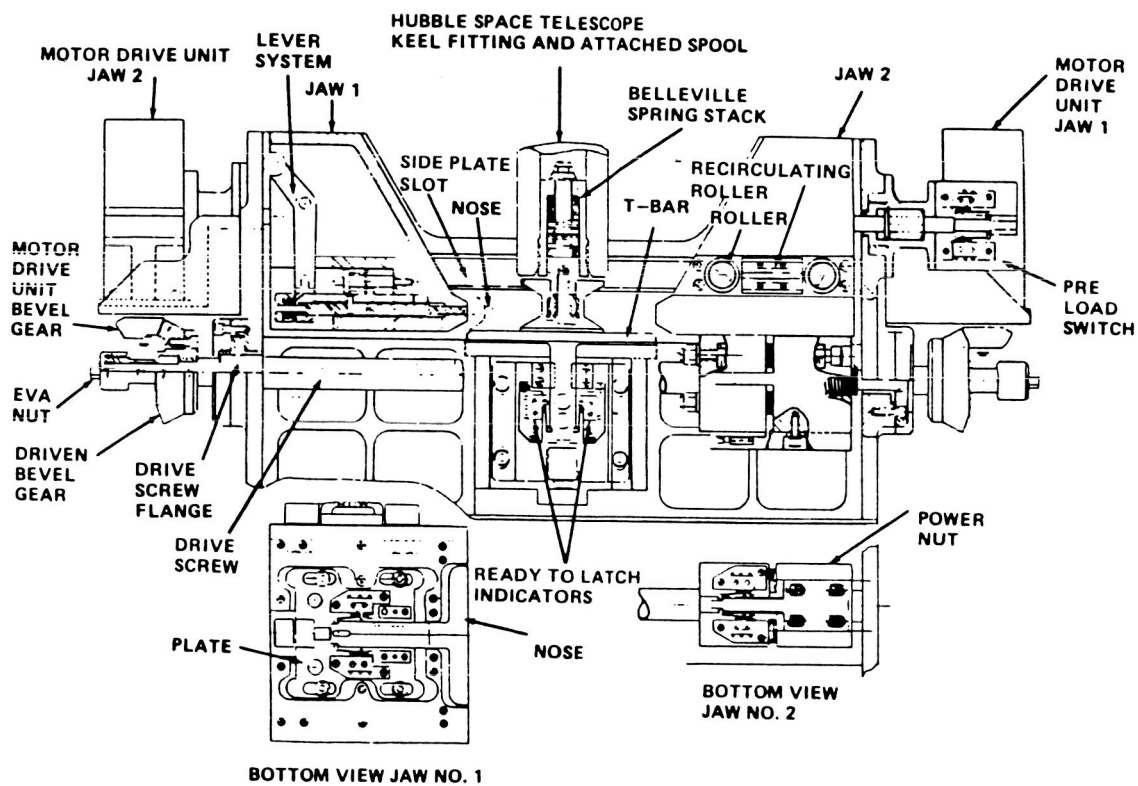 HUBBLE SPACE TELESCOPE
KEEL FITTING AND ATTACHED SPOOL
MOTOR DRIVE UNIT
JAW 2
LEVER
SYSTEM
JAW 1
BELLEVILLE
SPRING STACK
JAW 2
MOTOR
DRIVE
UNIT
JAW 1
SIDE PLATE
SLOT
NOSE
T-BAR
RECIRCULATING
ROLLER
ROLLER
MOTOR
DRIVE
UNIT
BEVEL
GEAR
PRE
LOAD
SWITCH
EVA
NUT
DRIVEN
BEVEL
GEAR
DRIVE
SCREW
FLANGE
DRIVE
SCREW
READY TO LATCH
INDICATORS
POWER
NUT
PLATE
NOSE
BOTTOM VIEW
JAW NO. 2
BOTTOM VIEW JAW NO. 1